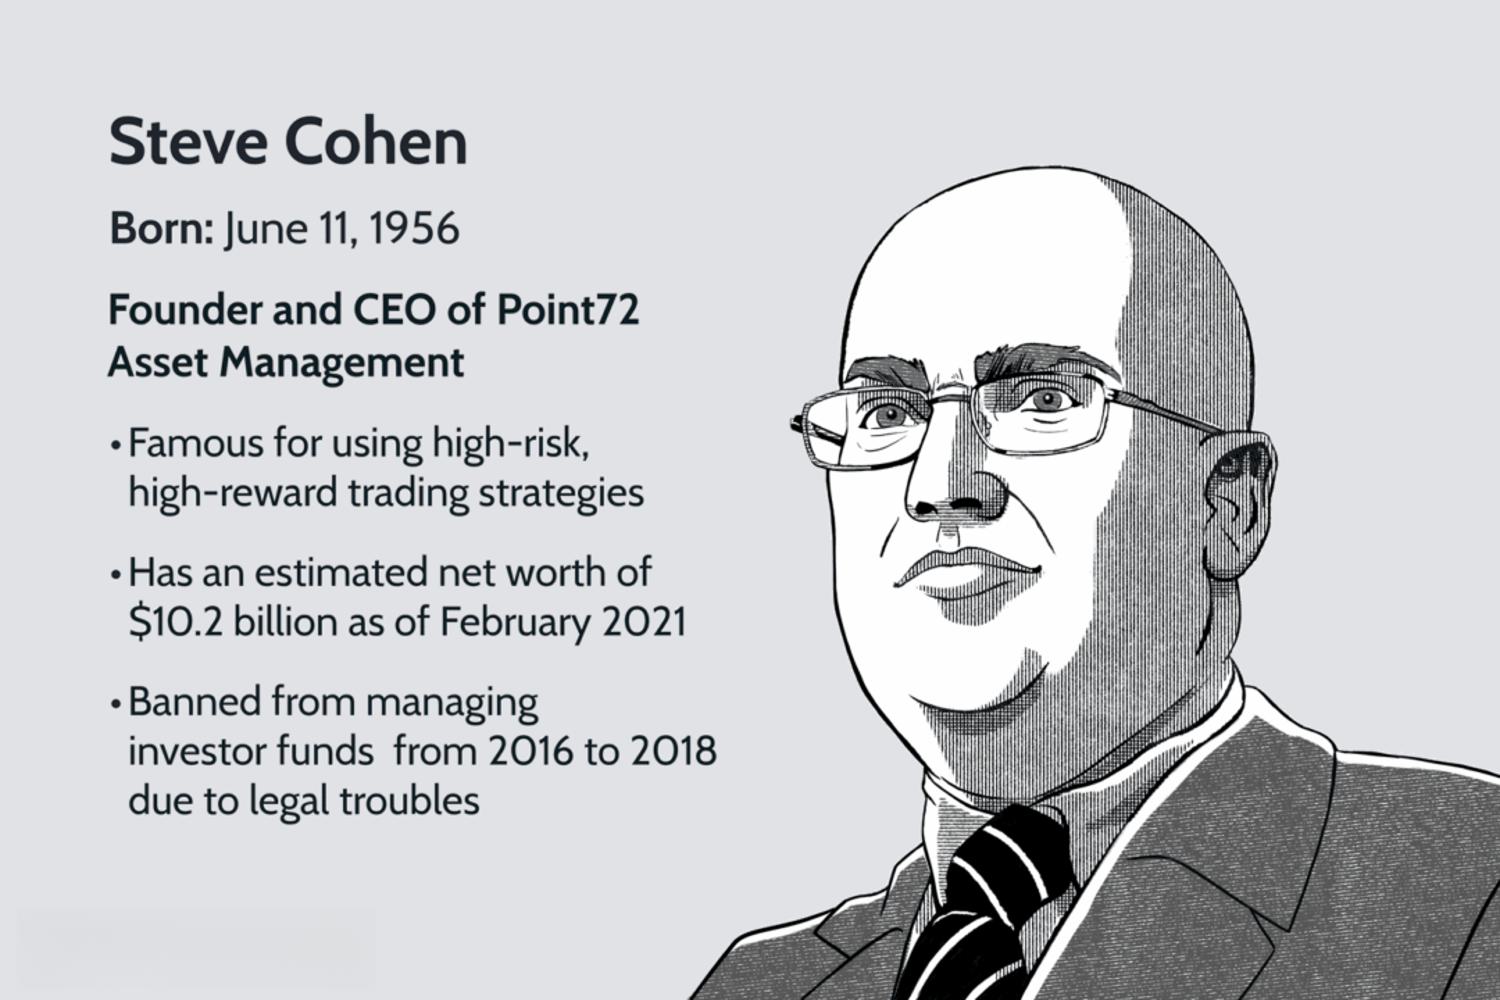 Steve Cohen
Born: June 11, 1956
Founder and CEO of Point72
Asset Management
• Famous for using high-risk,
high-reward trading strategies
• Has an estimated net worth of
$10.2 billion as of February 2021
• Banned from managing
investor funds  from 2016 to 2018
due to legal troubles